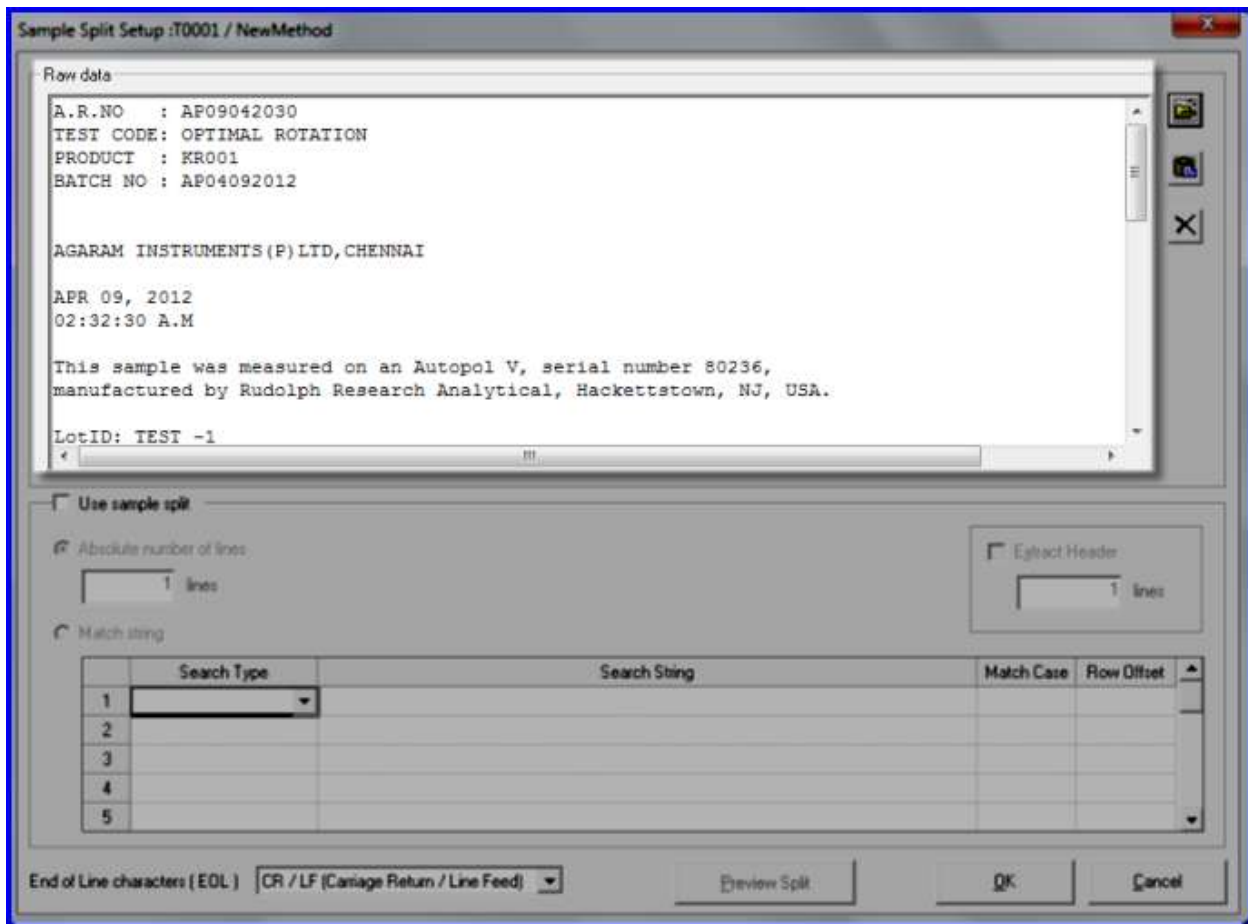 Sample Split Setup :T0001 / NewMethod
Raw data
A.R.NO : AP09042030
TEST CODE: OPTIMAL ROTATION
PRODUCT : KR001
BATCH NO : AP04092012
AGARAM INSTRUMENTS(P)LTD,CHENNAI
APR 09, 2012
02:32:30 A.M
This sample was measured on an Autopol V, serial number 80236,
manufactured by Rudolph Research Analytical, Hackettstown, NJ, USA.
LotID: TEST -1
Use sample split
Absolute number of lines
Extract Header
1 lines
1 lines
Match string
Search Type Search String Match Case Row Offset
1
2
3
4
5
End of Line characters ( EOL ) CR / LF (Carriage Return / Line Feed) Preview Split OK Cancel